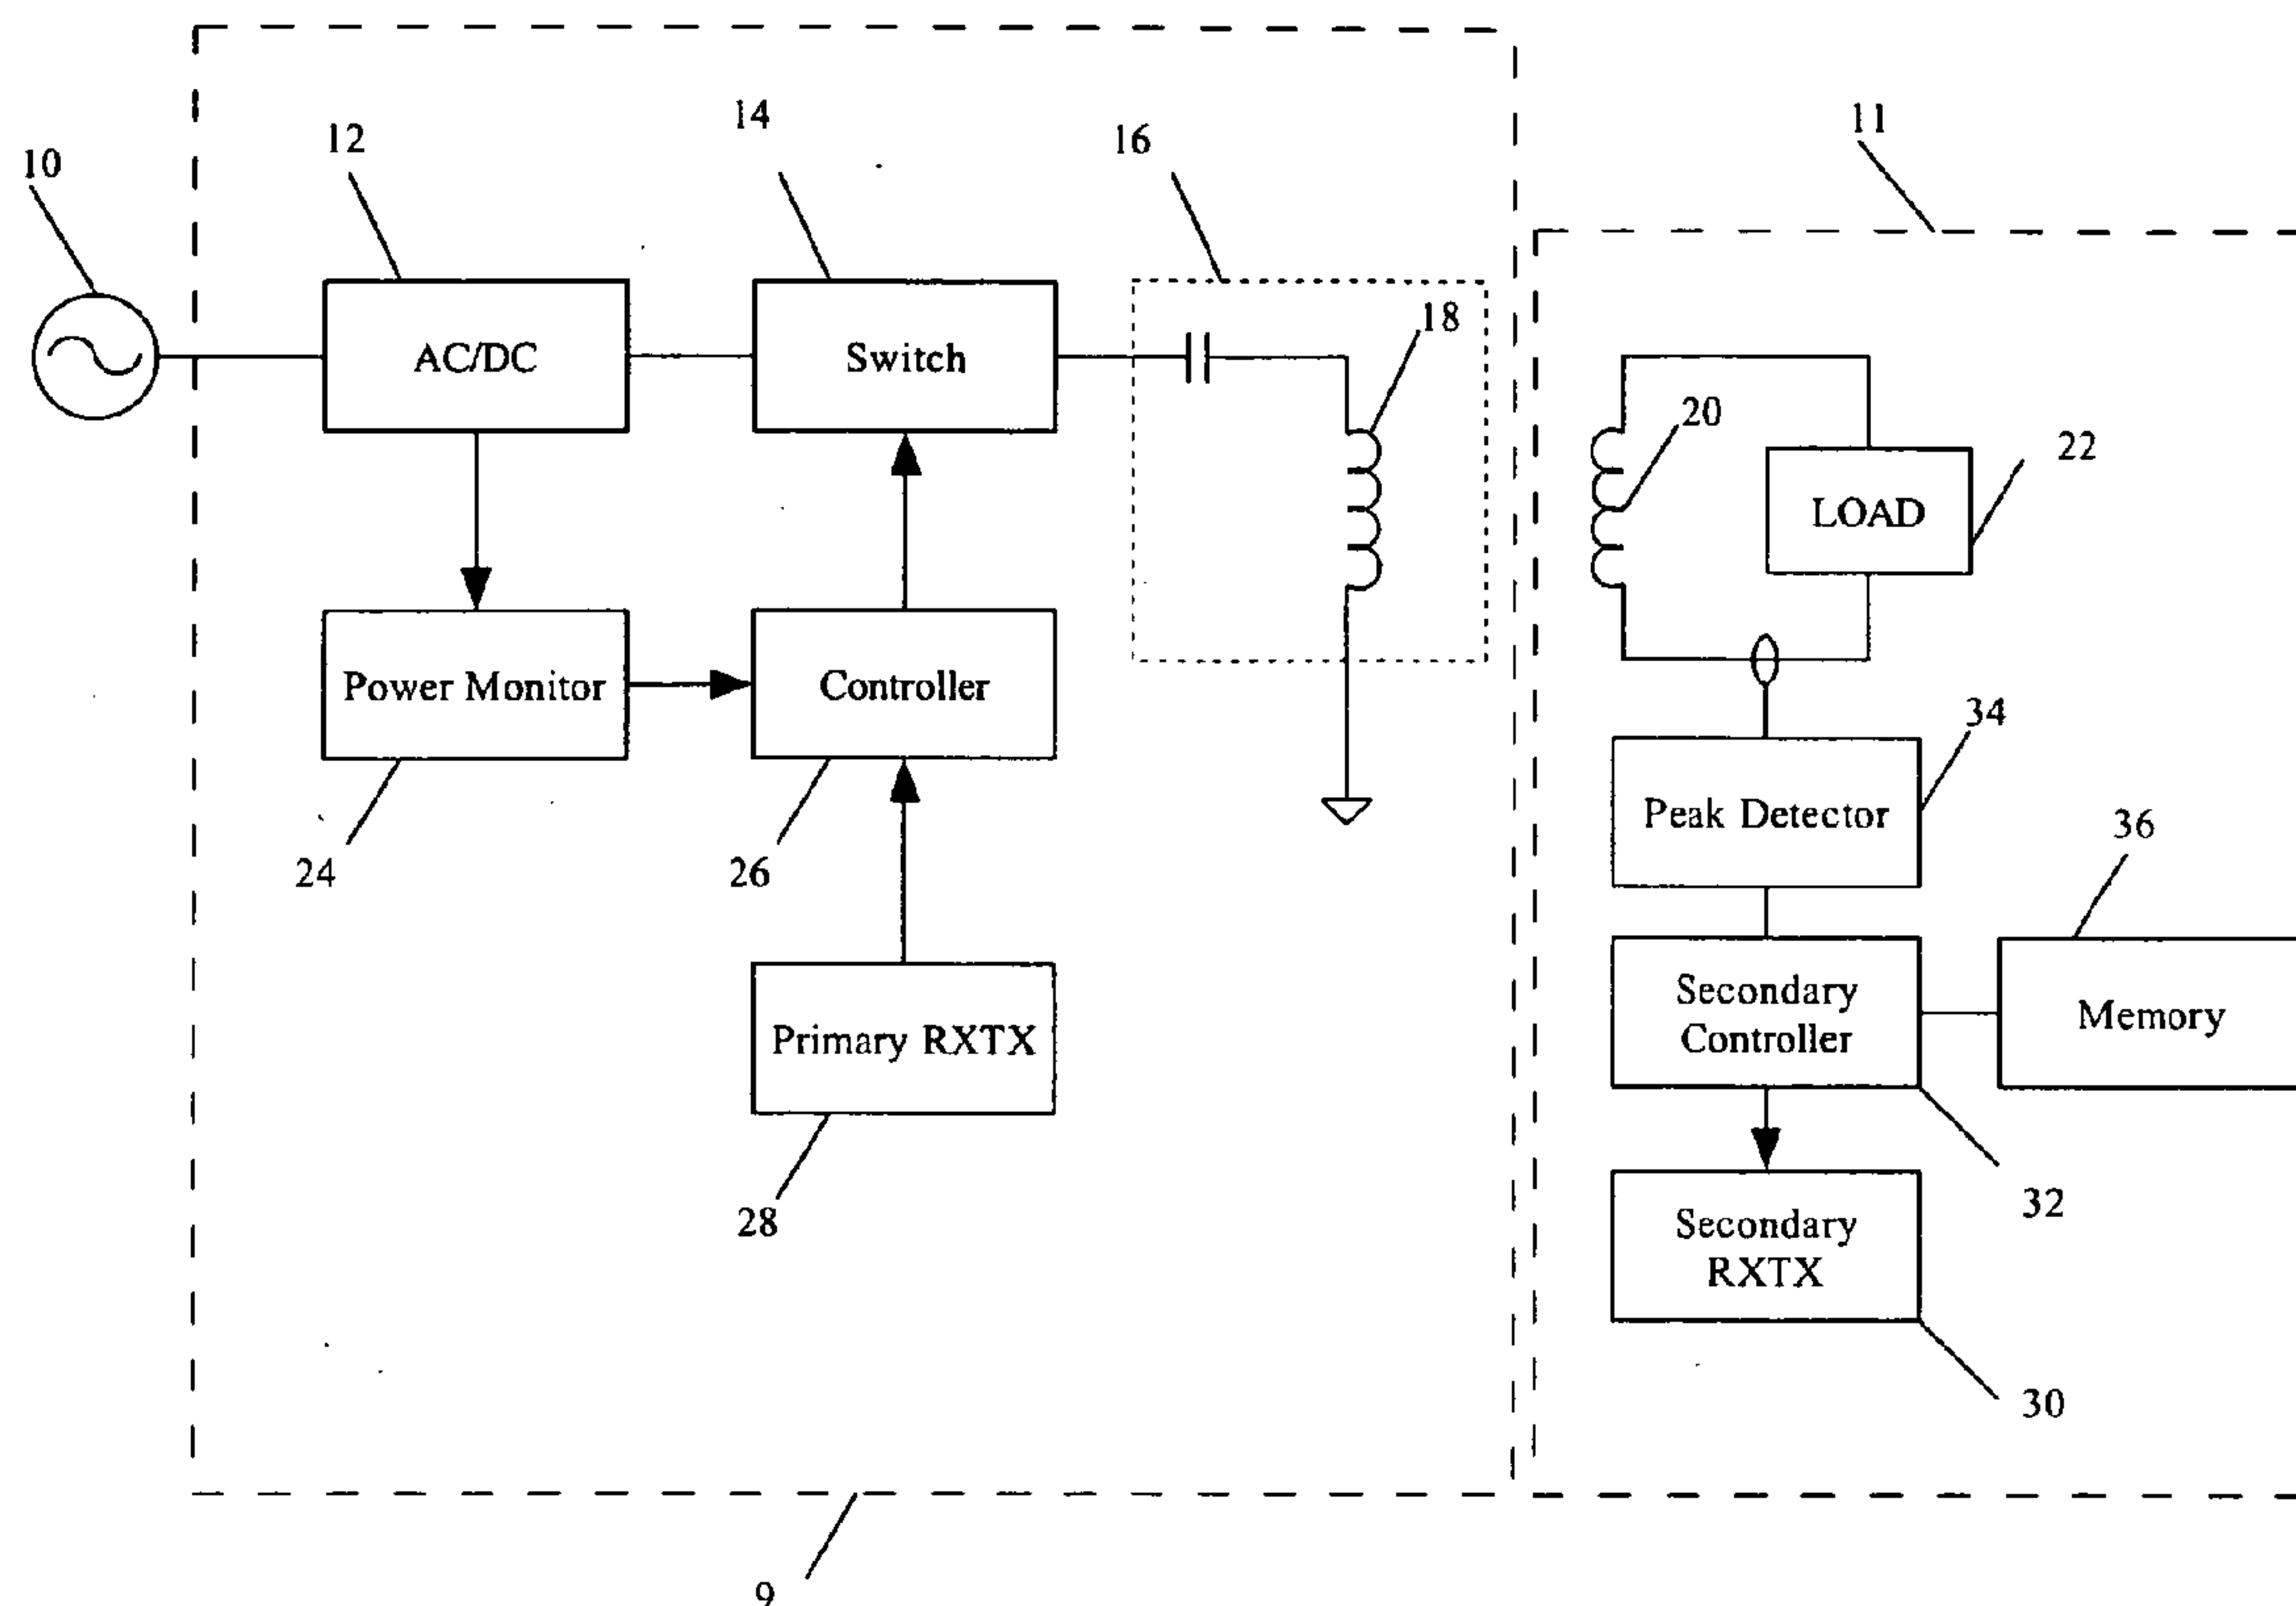 11
14
12
16
10
18
AC/DC
Switch
20
22
LOAD
Power Monitor
Controller
34
Peak Detector
36
24
26
Secondary
Controller
Memory
Primary RXTX
32
28
Secondary
RXTX
30
9